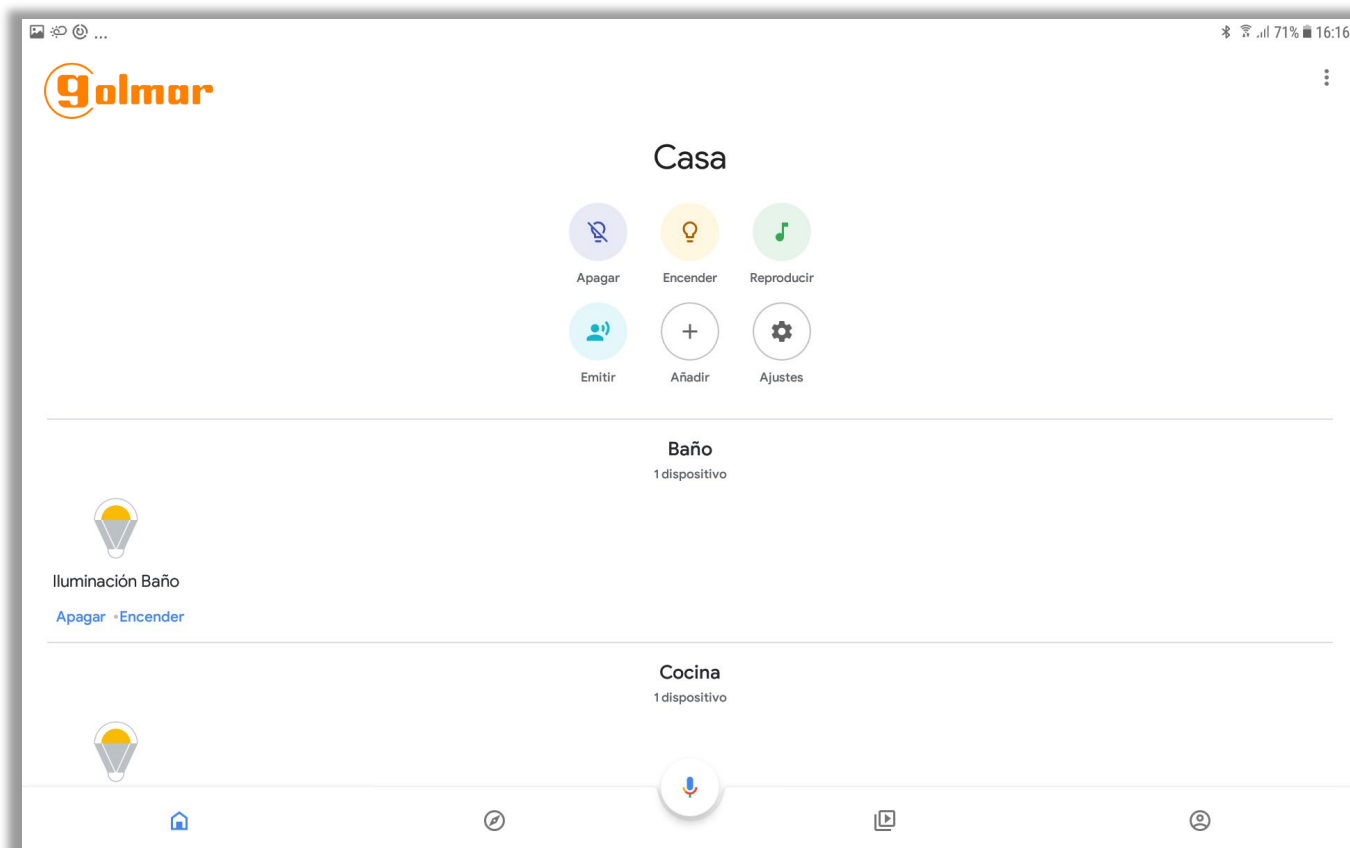 ... 71% 16:16
golmar
Casa
Apagar Encender Reproducir
Emitir Añadir Ajustes
Baño
1 dispositivo
Iluminación Baño
Apagar • Encender
Cocina
1 dispositivo